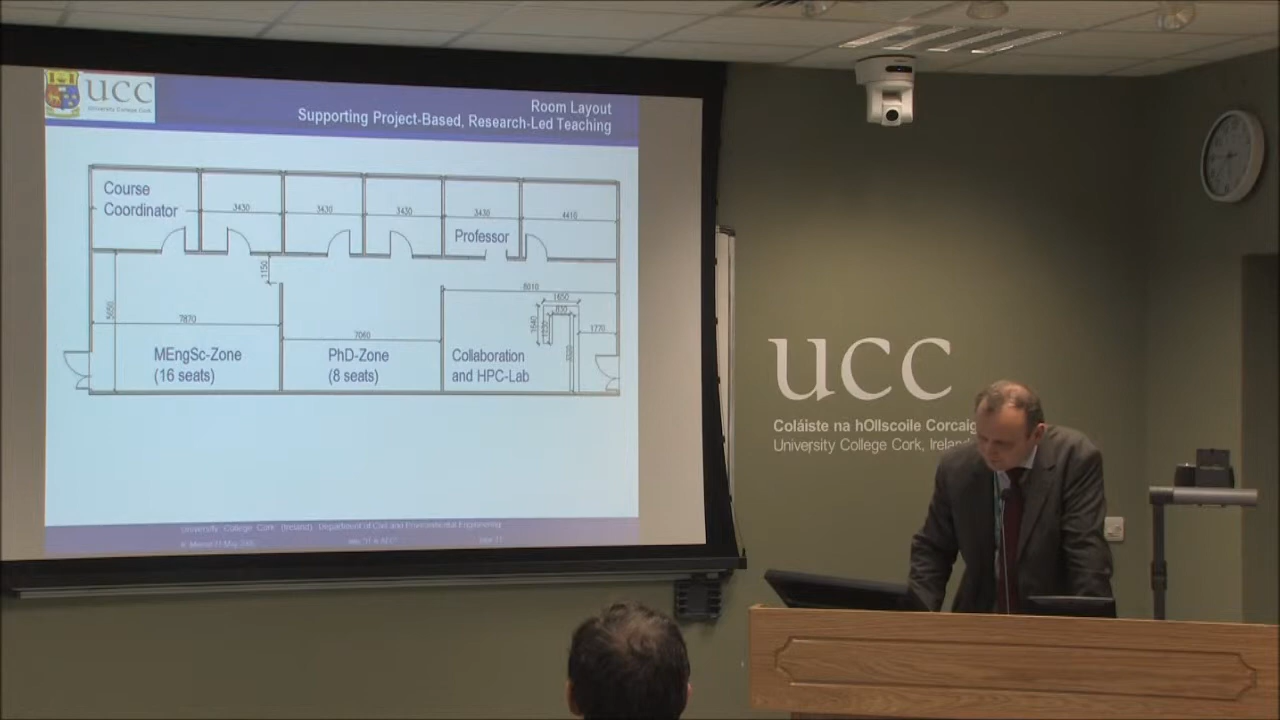 UCC
University College Cork
Room Layout
Supporting Project-Based, Research-Led Teaching
Course
Coordinator
3430
3430
3430
3430
4410
Professor
1150
8010
5050
7870
7060
1650
830
1770
MEngSc-Zone
(16 seats)
PhD-Zone
(8 seats)
Collaboration
and HPC-Lab
University College Cork (Ireland) Department of Civil and Environmental Engineering
UCC
Coláiste na hOllscoile Corcaig
University College Cork, Ireland